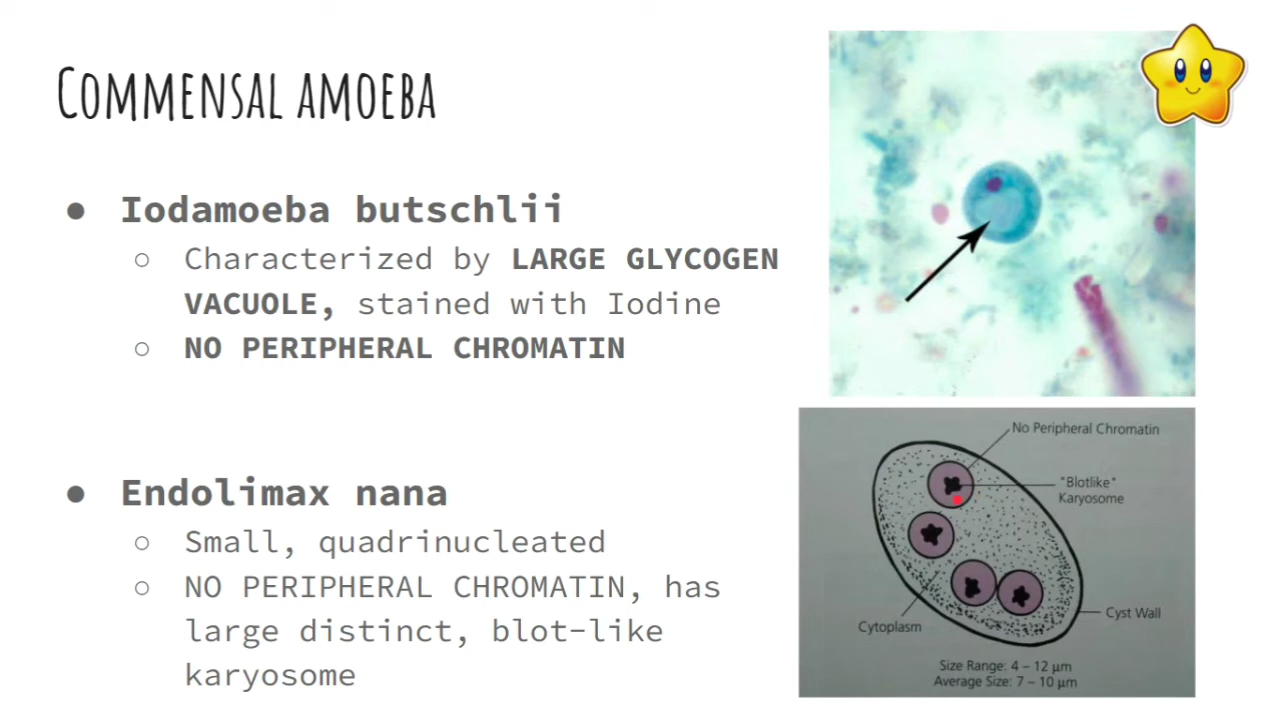 Commensal amoeba
● Iodamoeba butschlii
○ Characterized by LARGE GLYCOGEN
VACUOLE, stained with Iodine
○ NO PERIPHERAL CHROMATIN
● Endolimax nana
○ Small, quadrinucleated
○ NO PERIPHERAL CHROMATIN, has
large distinct, blot-like
karyosome
No Peripheral Chromatin
"Blotlike"
Karyosome
Cytoplasm
Cyst Wall
Size Range: 4 – 12 µm
Average Size: 7 – 10 µm